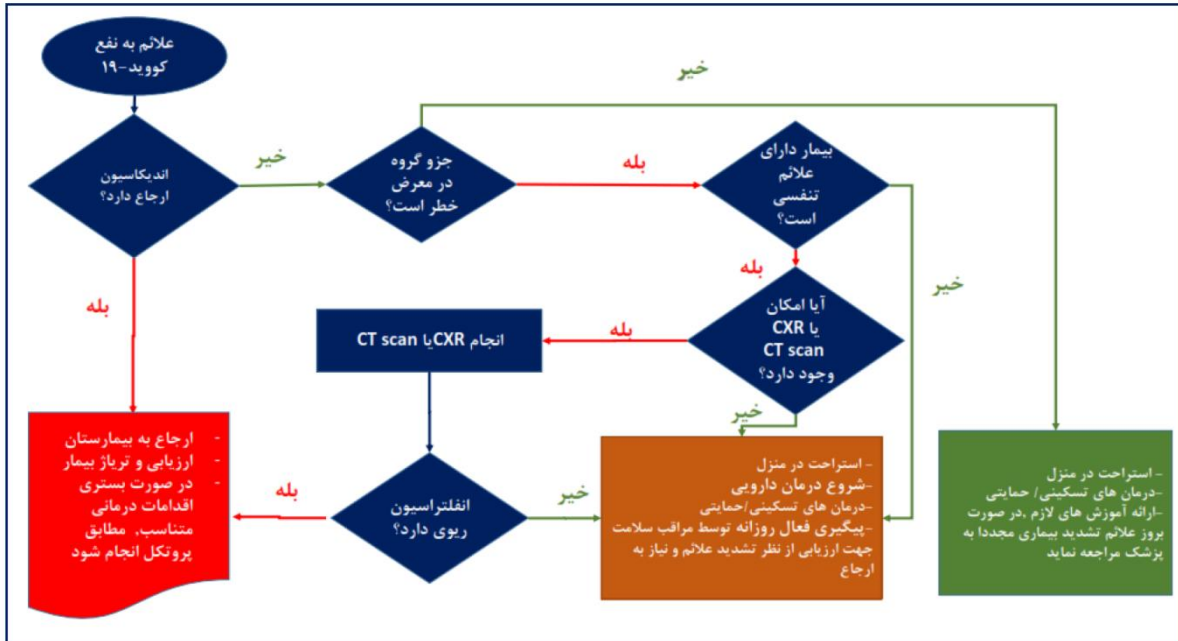 علائم به نفع
کووید-۱۹
خیر
اندیکاسیون
ارجاع دارد؟
خیر
جزو گروه
در معرض
خطر است؟
بله
بیمار دارای
علائم
تنفسی
است؟
بله
بله
خیر
آیا امکان
CXR یا
CT scan
وجود دارد؟
بله
انجام CXRیا CT scan
خیر
- ارجاع به بیمارستان
- ارزیابی و تریاژ بیمار
- در صورت بستری
اقدامات درمانی
متناسب, مطابق
پروتکل انجام شود
بله
انفلتراسیون
ریوی دارد؟
خیر
- استراحت در منزل
-شروع درمان دارویی
-درمان های تسکینی/حمایتی
-پیگیری فعال روزانه توسط مراقب سلامت
جهت ارزیابی از نظر تشدید علائم و نیاز به
ارجاع
- استراحت در منزل
-درمان های تسکینی/ حمایتی
-ارائه آموزش های لازم ,در صورت
بروز علائم تشدید بیماری مجددا به
پزشک مراجعه نماید